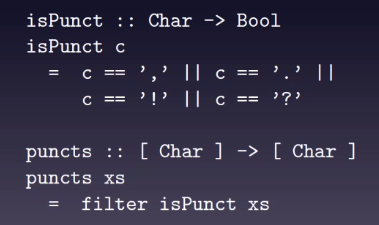 isPunct :: Char -> Bool
isPunct c
  = c == ’,’ || c == ’.’ ||
    c == ’!’ || c == ’?’

puncts :: [ Char ] -> [ Char ]
puncts xs
  = filter isPunct xs